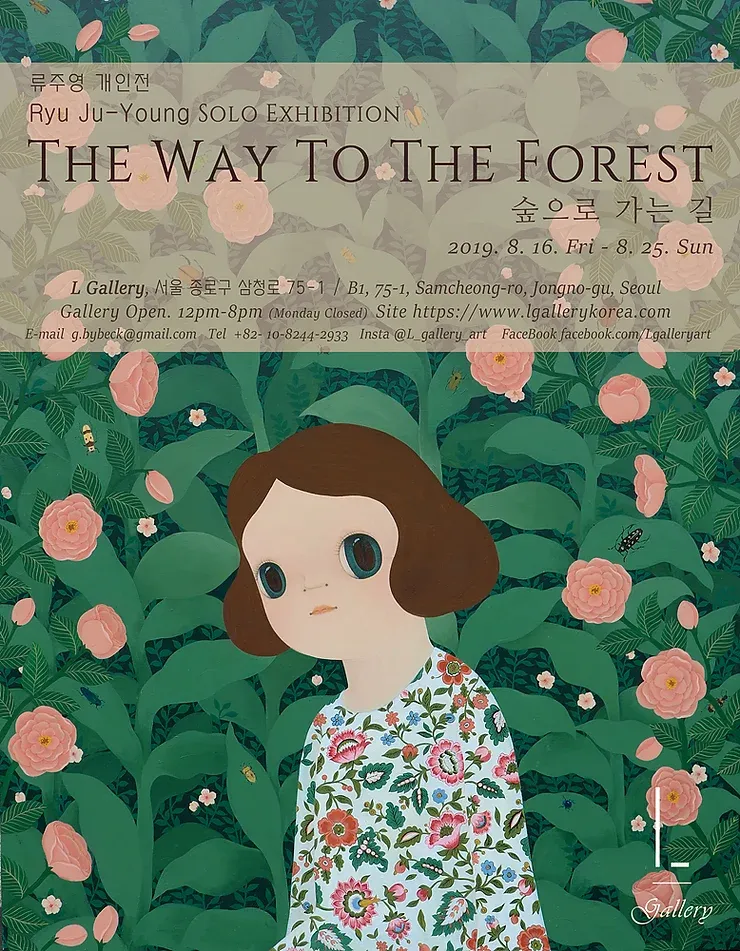 류주영 개인전
Ryu Ju-Young SOLO EXHIBITION
THE WAY TO THE FOREST
숲으로 가는 길
2019. 8. 16. Fri - 8. 25. Sun
L Gallery, 서울 종로구 삼청로 75-1 / B1, 75-1, Samcheong-ro, Jongno-gu, Seoul
Gallery Open. 12pm-8pm (Monday Closed) Site https://www.lgallerykorea.com
E-mail g.bybeck@gmail.com Tel +82- 10-8244-2933 Insta @L_gallery_art FaceBook facebook.com/Lgalleryart
L
Gallery